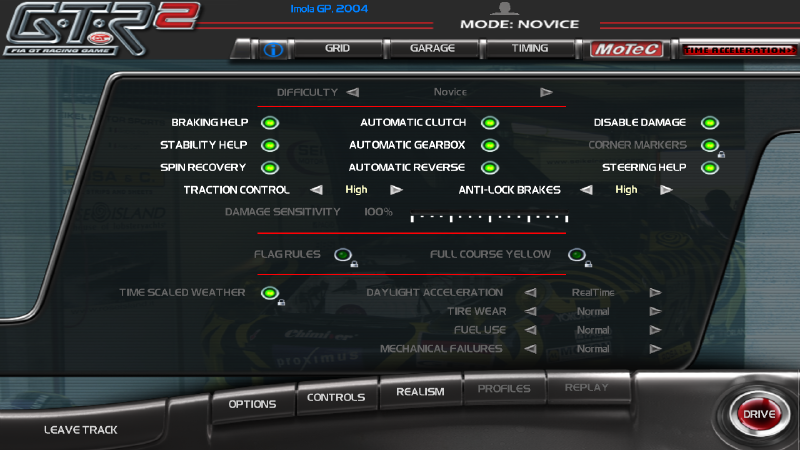 Imola GP, 2004
GTR2
FIA GT RACING GAME
MODE: NOVICE
GRID GARAGE TIMING MoTeC TIME ACCELERATION
DIFFICULTY Novice
BRAKING HELP AUTOMATIC CLUTCH DISABLE DAMAGE
STABILITY HELP AUTOMATIC GEARBOX CORNER MARKERS
SPIN RECOVERY AUTOMATIC REVERSE STEERING HELP
TRACTION CONTROL High ANTI-LOCK BRAKES High
DAMAGE SENSITIVITY 100%
FLAG RULES FULL COURSE YELLOW
TIME SCALED WEATHER DAYLIGHT ACCELERATION RealTime
TIRE WEAR Normal
FUEL USE Normal
MECHANICAL FAILURES Normal
proximus
OPTIONS CONTROLS REALISM PROFILES REPLAY
LEAVE TRACK
DRIVE